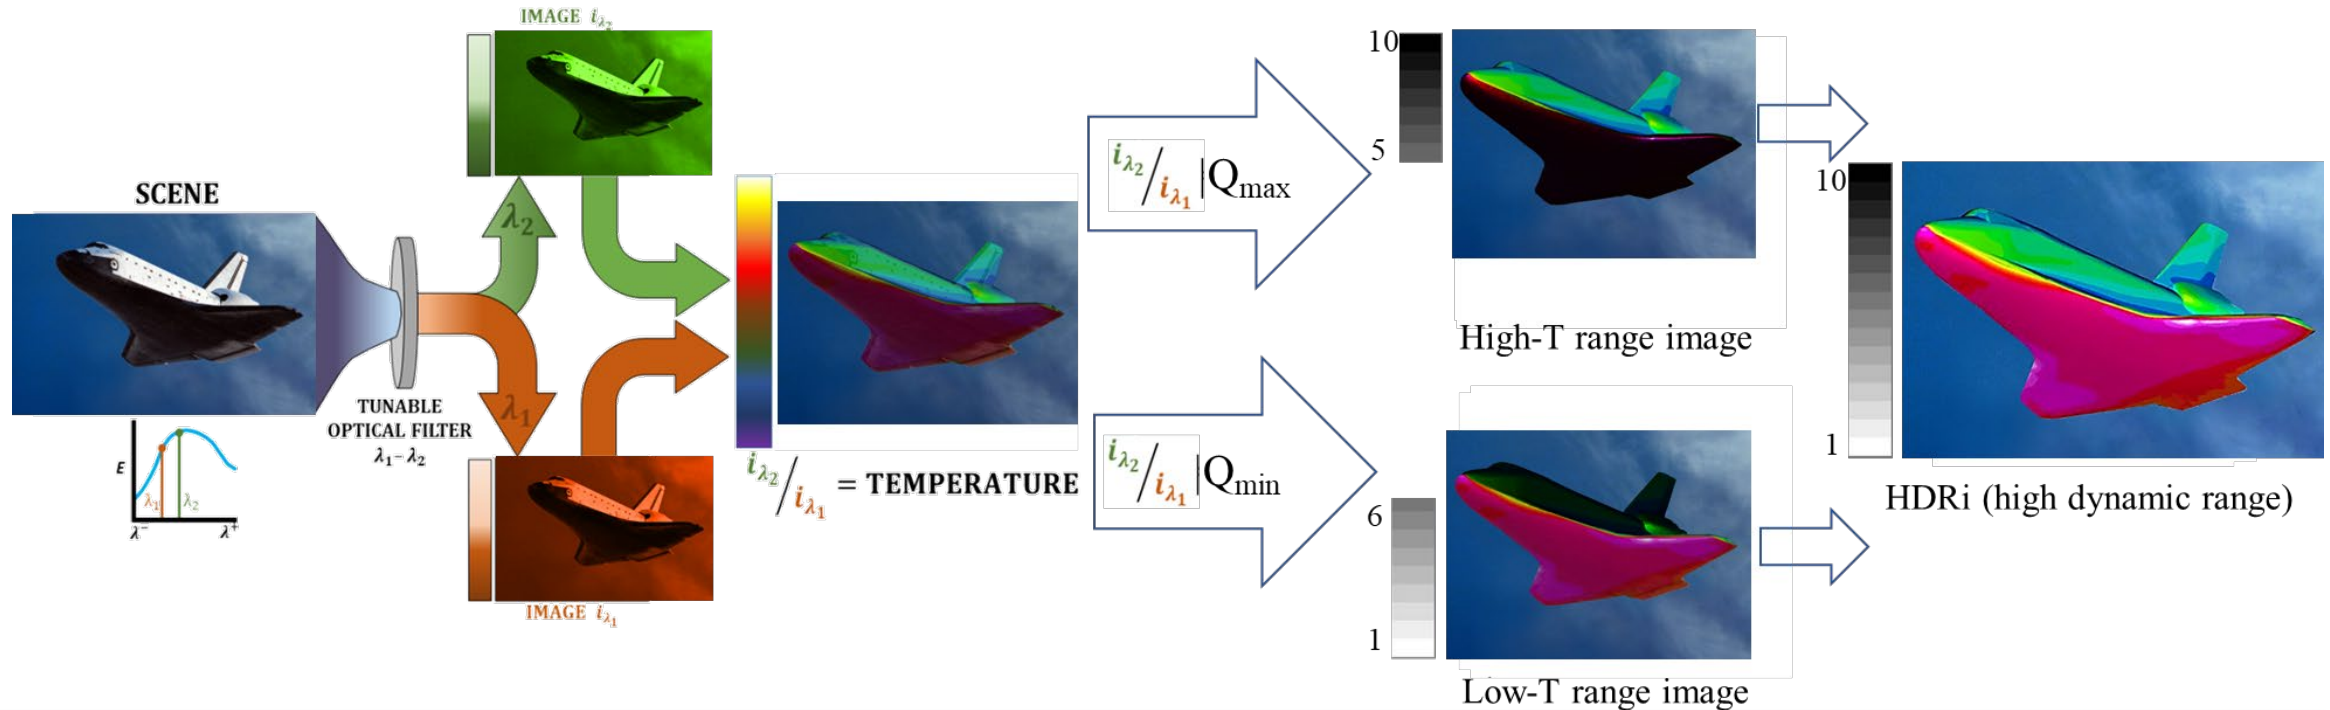 IMAGE iλ2
SCENE
λ2
λ1
TUNABLE
OPTICAL FILTER
λ1- λ2
E
λ1
λ2
λ-
λ+
IMAGE iλ1
iλ2/iλ1 = TEMPERATURE
iλ2/iλ1 |Qmax
iλ2/iλ1 |Qmin
10
5
High-T range image
6
1
Low-T range image
10
1
HDRi (high dynamic range)